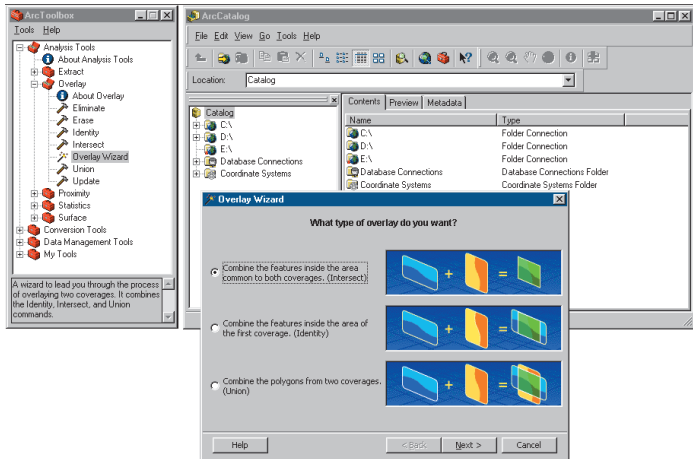 ArcToolbox
Tools Help
Analysis Tools
About Analysis Tools
Extract
Overlay
About Overlay
Eliminate
Erase
Identity
Intersect
Overlay Wizard
Union
Update
Proximity
Statistics
Surface
Conversion Tools
Data Management Tools
My Tools
A wizard to lead you through the process
of overlaying two coverages. It combines
the Identity, Intersect, and Union
commands.
ArcCatalog
File Edit View Go Tools Help
Location: Catalog
Catalog
C:\
D:\
E:\
Database Connections
Coordinate Systems
Contents Preview Metadata
Name Type
C:\ Folder Connection
D:\ Folder Connection
E:\ Folder Connection
Database Connections Database Connections Folder
Coordinate Systems Coordinate Systems Folder
Overlay Wizard
What type of overlay do you want?
Combine the features inside the area
common to both coverages. (Intersect)
+ =
Combine the features inside the area of
the first coverage. (Identity)
+ =
Combine the polygons from two coverages.
(Union)
+ =
Help < Back Next > Cancel